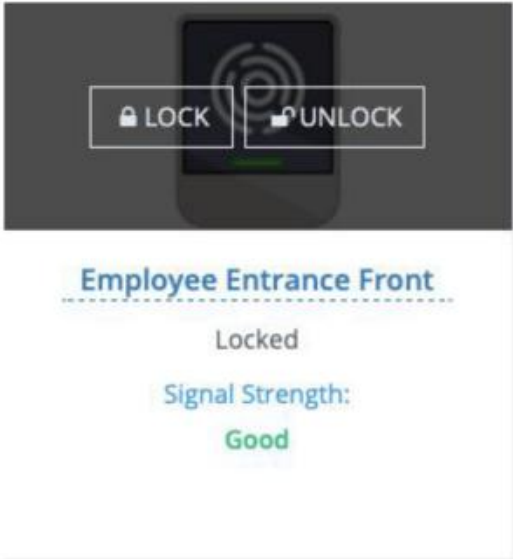 LOCK UNLOCK
Employee Entrance Front
Locked
Signal Strength:
Good